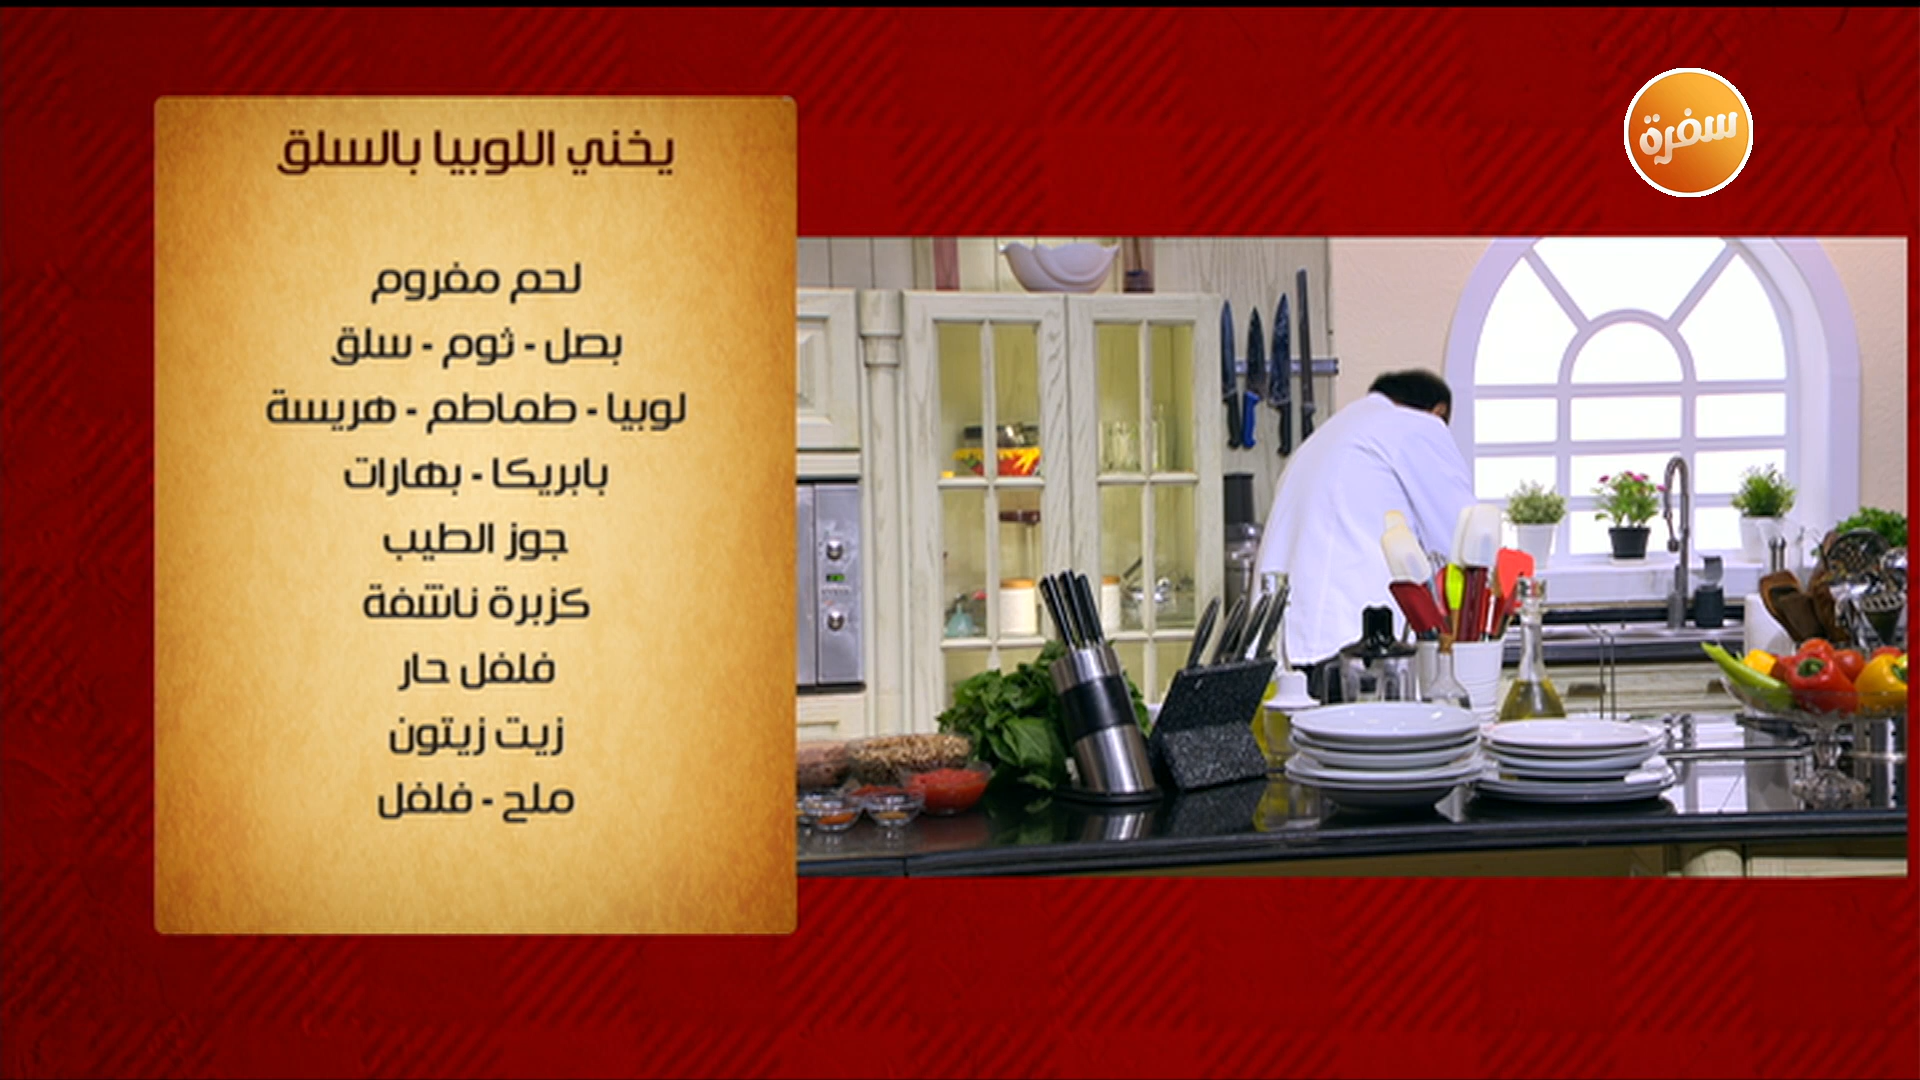 سفرة
يخني اللوبيا بالسلق
لحم مفروم
بصل - ثوم - سلق
لوبيا - طماطم - هريسة
بابريكا - بهارات
جوز الطيب
كزبرة ناشفة
فلفل حار
زيت زيتون
ملح - فلفل